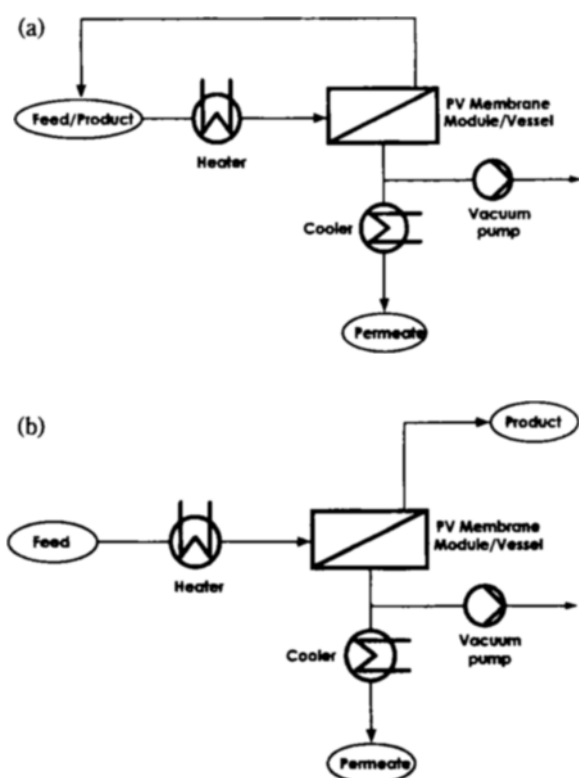 (a)
Feed/Product
Heater
PV Membrane
Module/Vessel
Cooler
Vacuum
pump
Permeate
(b)
Product
Feed
Heater
PV Membrane
Module/Vessel
Cooler
Vacuum
pump
Permeate